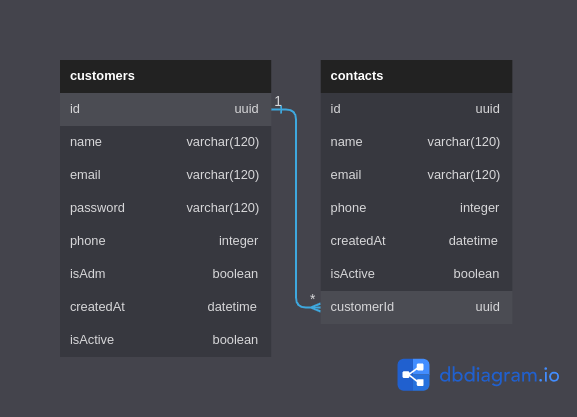 customers
id uuid
name varchar(120)
email varchar(120)
password varchar(120)
phone integer
isAdm boolean
createdAt datetime
isActive boolean
1
*
contacts
id uuid
name varchar(120)
email varchar(120)
phone integer
createdAt datetime
isActive boolean
customerId uuid
dbdiagram.io